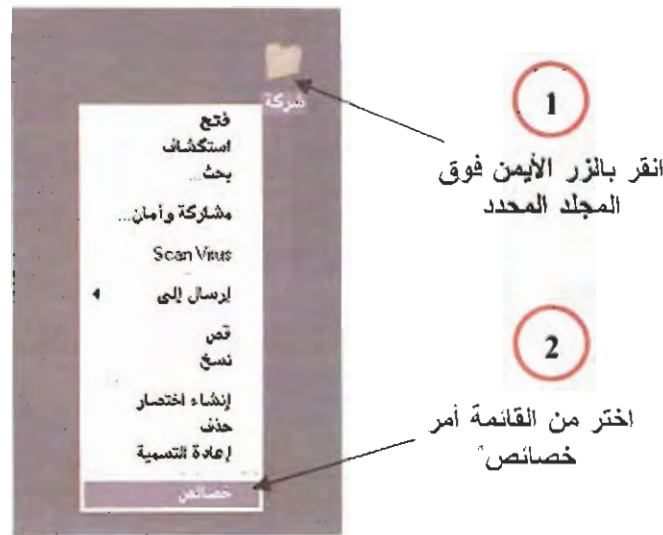 شركة
فتح
استكشاف
بحث...
مشاركة وأمان...
Scan Virus
إرسال إلى
قص
نسخ
إنشاء اختصار
حذف
إعادة التسمية
خصائص
1
انقر بالزر الأيمن فوق
المجلد المحدد
2
اختر من القائمة أمر
خصائص"